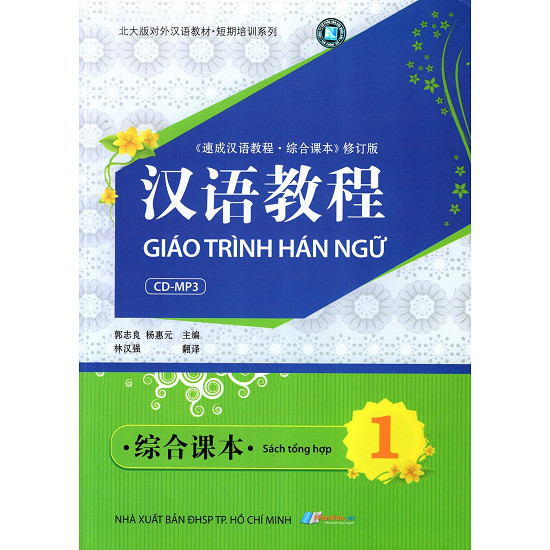 北大版对外汉语教材·短期培训系列
《速成汉语教程·综合课本》修订版
汉语教程
GIÁO TRÌNH HÁN NGỮ
CD-MP3
郭志良 杨惠元 主编
林汉强 翻译
·综合课本· Sách tổng hợp
1
NHÀ XUẤT BẢN ĐHSP TP. HỒ CHÍ MINH